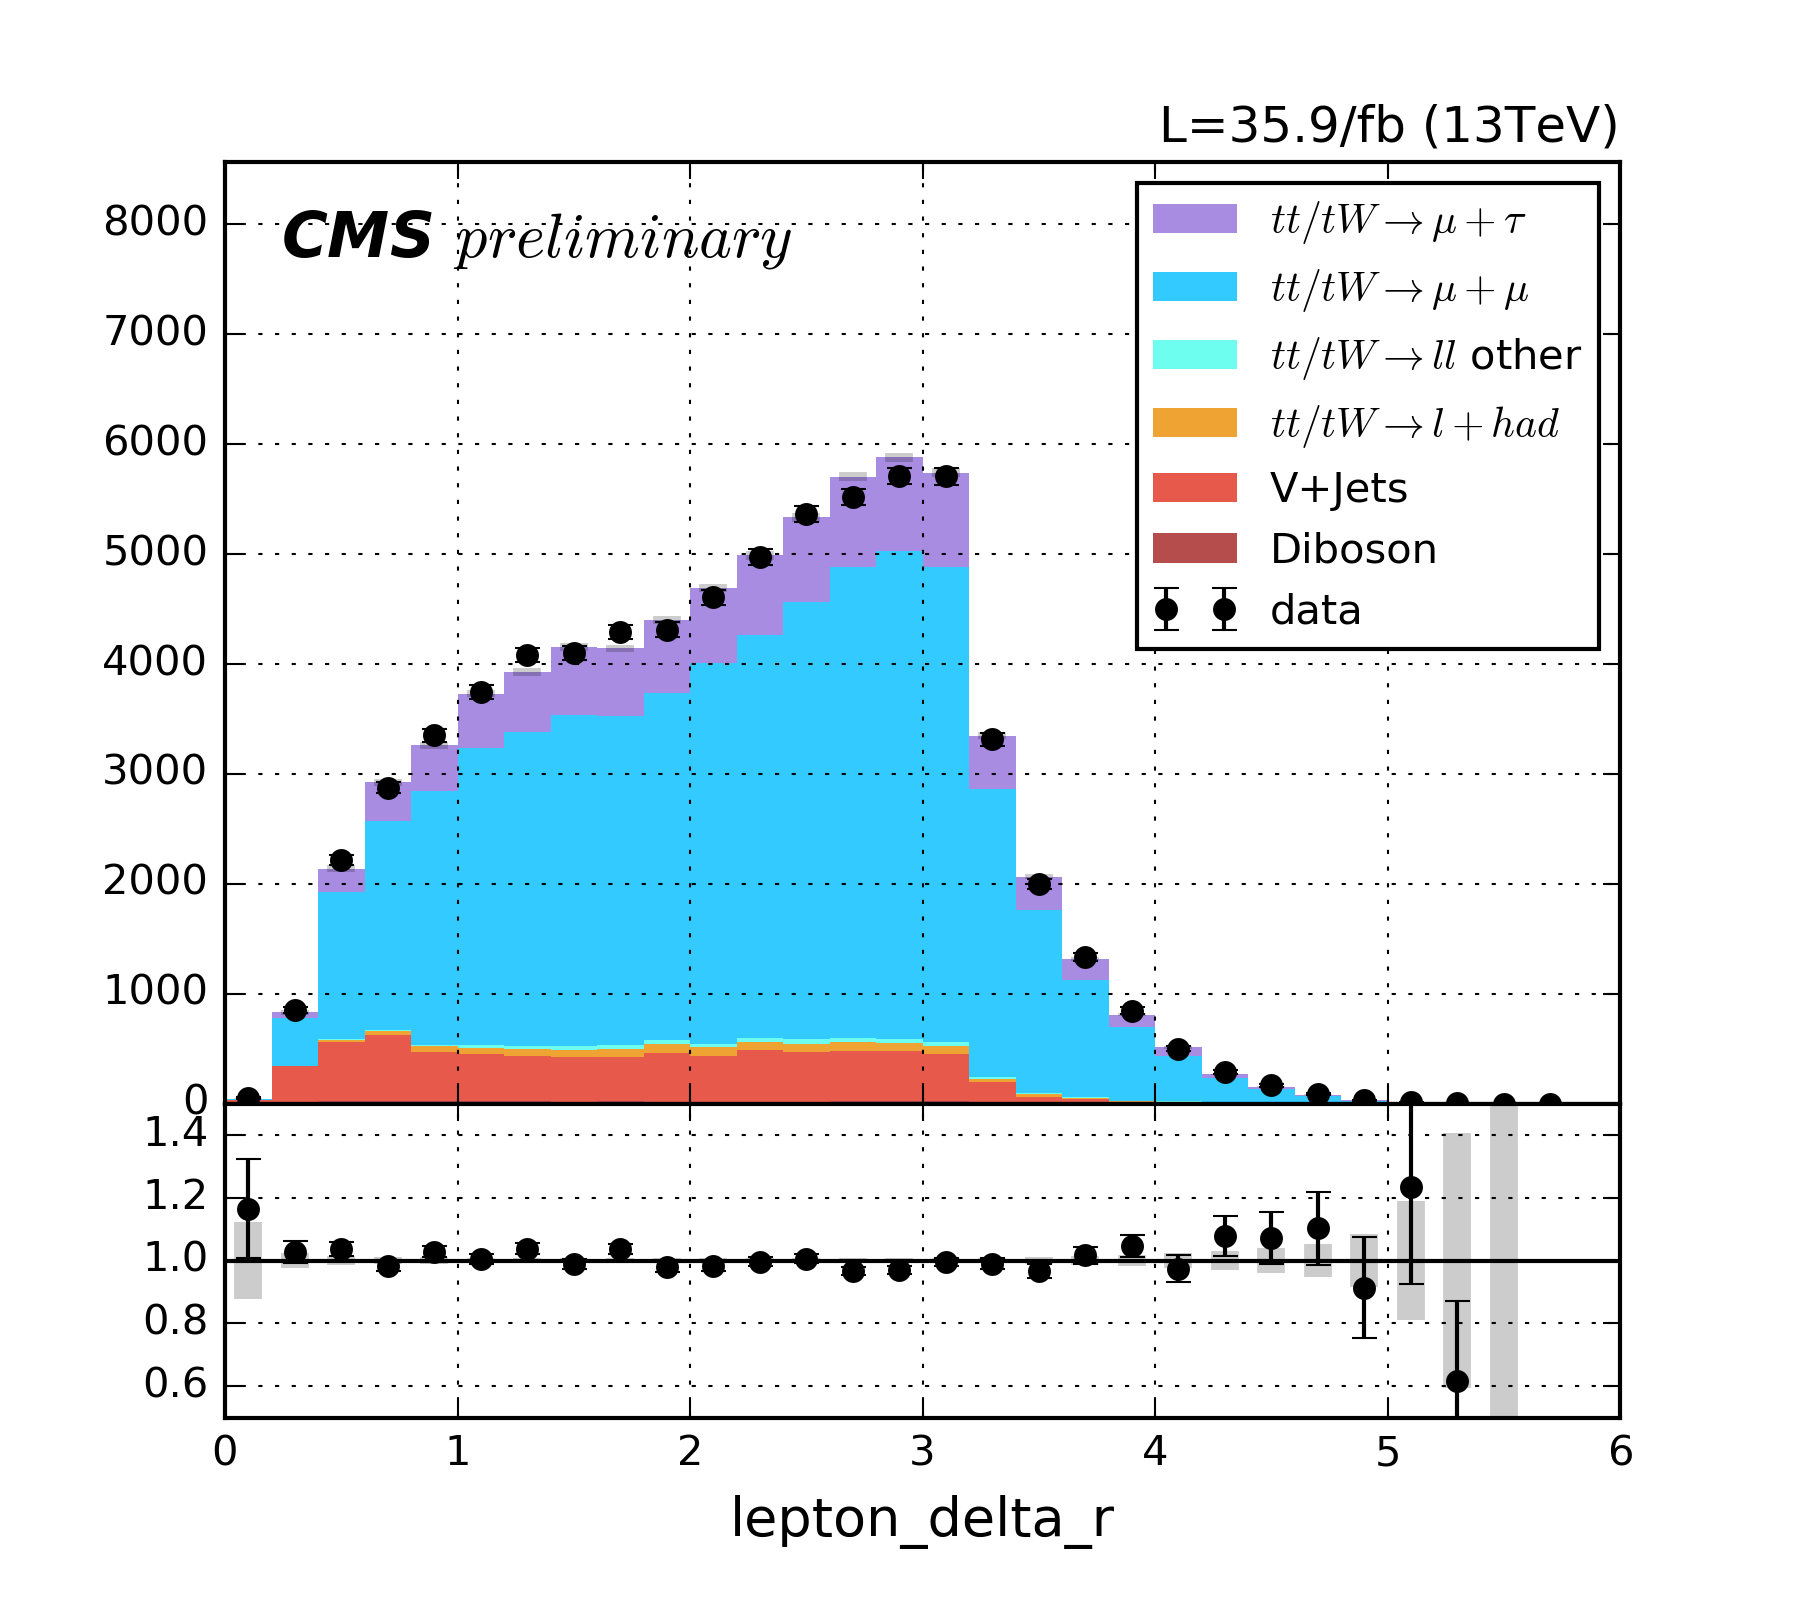 L=35.9/fb (13TeV)
CMS preliminary
tt/tW→μ+τ
tt/tW→μ+μ
tt/tW→ll other
tt/tW→l+had
V+Jets
Diboson
data
8000
7000
6000
5000
4000
3000
2000
1000
0
1.4
1.2
1.0
0.8
0.6
0 1 2 3 4 5 6
lepton_delta_r